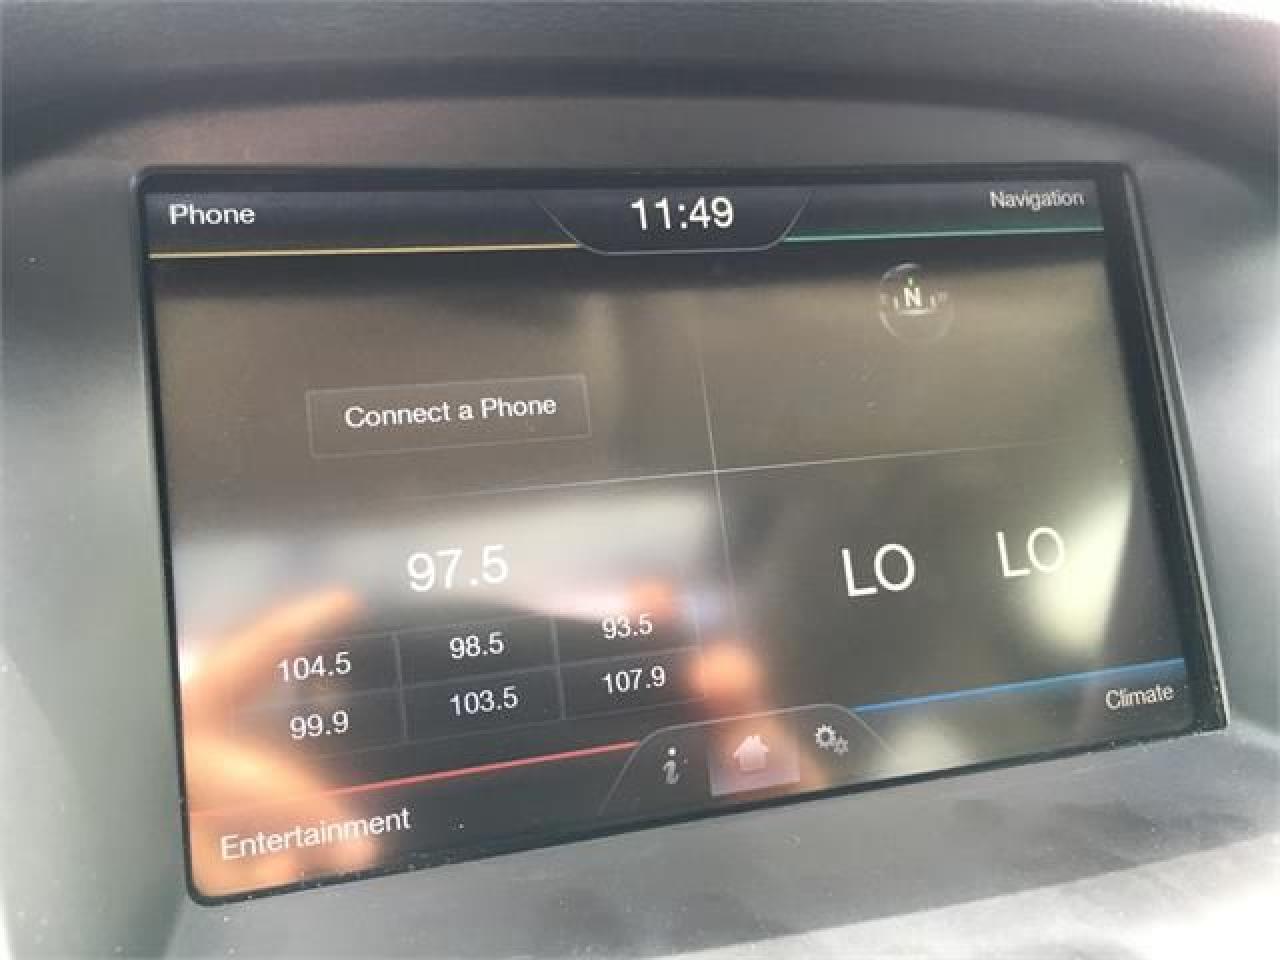 Phone
11:49
Navigation
N
Connect a Phone
97.5
LO LO
104.5 98.5 93.5
99.9 103.5 107.9
Climate
i
Entertainment